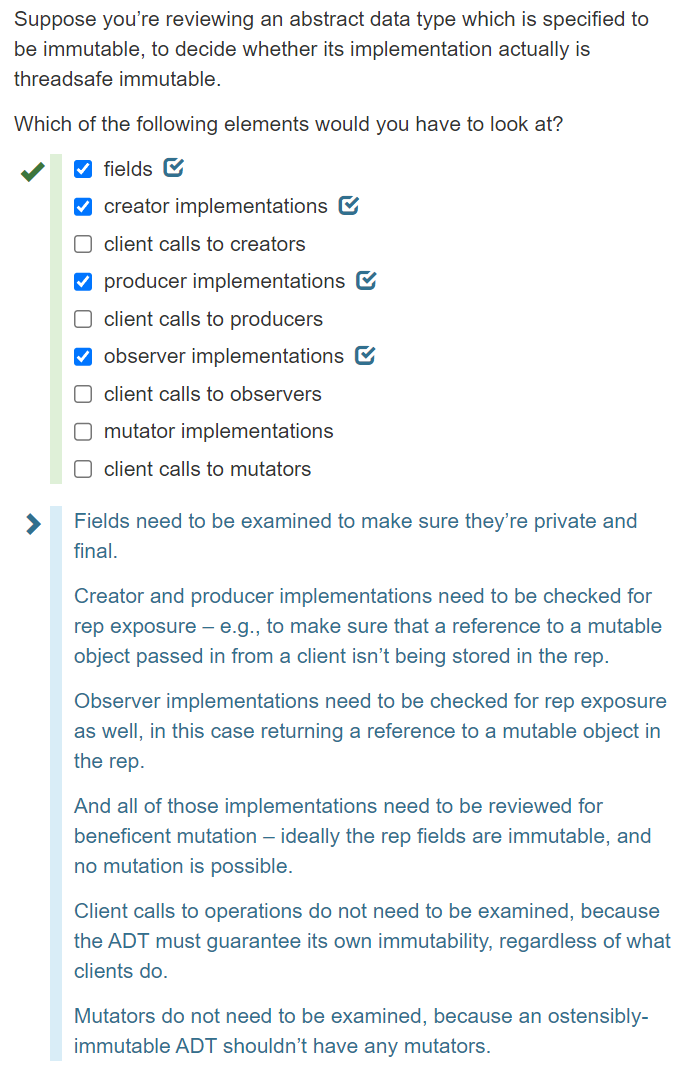 Suppose you’re reviewing an abstract data type which is specified to
be immutable, to decide whether its implementation actually is
threadsafe immutable.
Which of the following elements would you have to look at?
fields
creator implementations
client calls to creators
producer implementations
client calls to producers
observer implementations
client calls to observers
mutator implementations
client calls to mutators
Fields need to be examined to make sure they’re private and
final.
Creator and producer implementations need to be checked for
rep exposure – e.g., to make sure that a reference to a mutable
object passed in from a client isn’t being stored in the rep.
Observer implementations need to be checked for rep exposure
as well, in this case returning a reference to a mutable object in
the rep.
And all of those implementations need to be reviewed for
beneficent mutation – ideally the rep fields are immutable, and
no mutation is possible.
Client calls to operations do not need to be examined, because
the ADT must guarantee its own immutability, regardless of what
clients do.
Mutators do not need to be examined, because an ostensibly-
immutable ADT shouldn’t have any mutators.